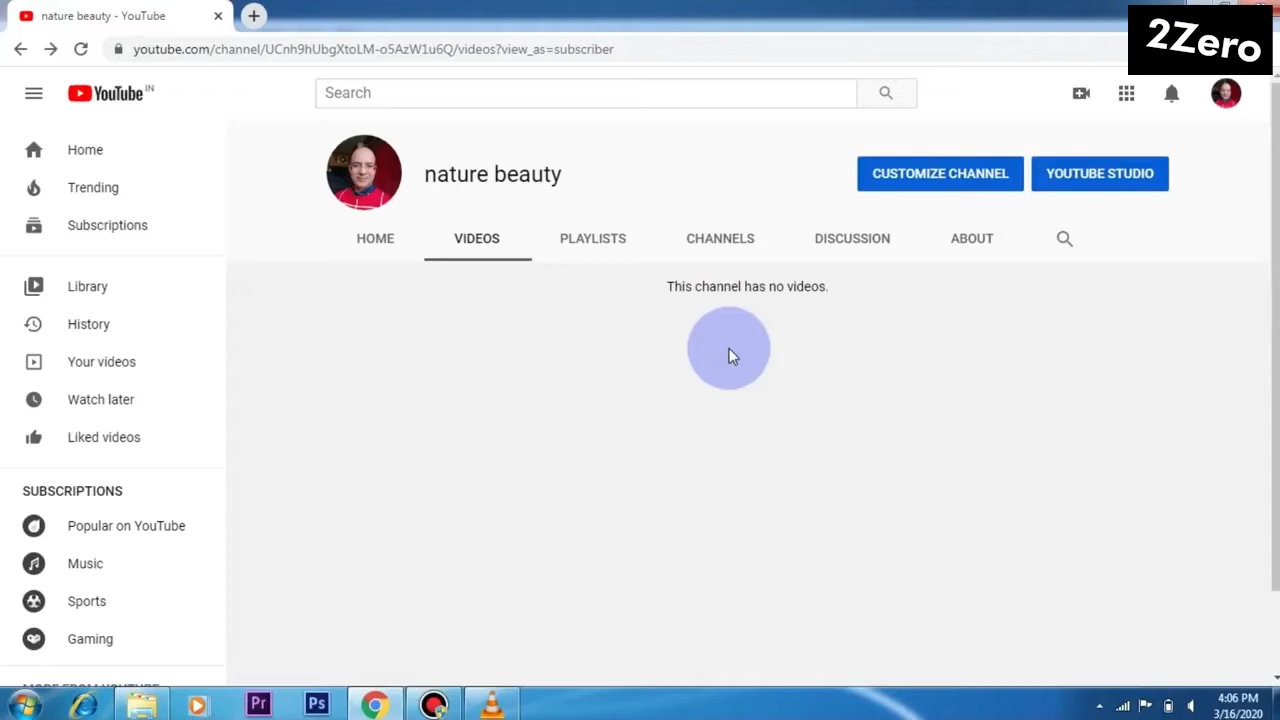 nature beauty - YouTube
2Zero
youtube.com/channel/UCnh9hUbgXtoLM-o5AzW1u6Q/videos?view_as=subscriber
YouTube IN
Search
Home
Trending
Subscriptions
Library
History
Your videos
Watch later
Liked videos
SUBSCRIPTIONS
Popular on YouTube
Music
Sports
Gaming
MORE FROM YOUTUBE
nature beauty
CUSTOMIZE CHANNEL
YOUTUBE STUDIO
HOME
VIDEOS
PLAYLISTS
CHANNELS
DISCUSSION
ABOUT
This channel has no videos.
Pr
Ps
4:06 PM
3/16/2020